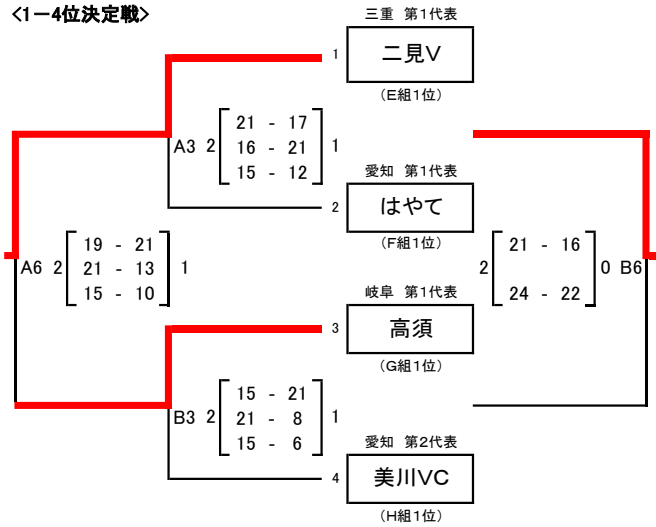 <1－4位決定戦>
三重 第1代表
1 二見V
(E組1位)
A3 2 21 - 17 1
16 - 21
15 - 12
愛知 第1代表
2 はやて
(F組1位)
A6 2 19 - 21 1
21 - 13
15 - 10
2 21 - 16 0 B6
24 - 22
岐阜 第1代表
3 高須
(G組1位)
B3 2 15 - 21 1
21 - 8
15 - 6
愛知 第2代表
4 美川VC
(H組1位)